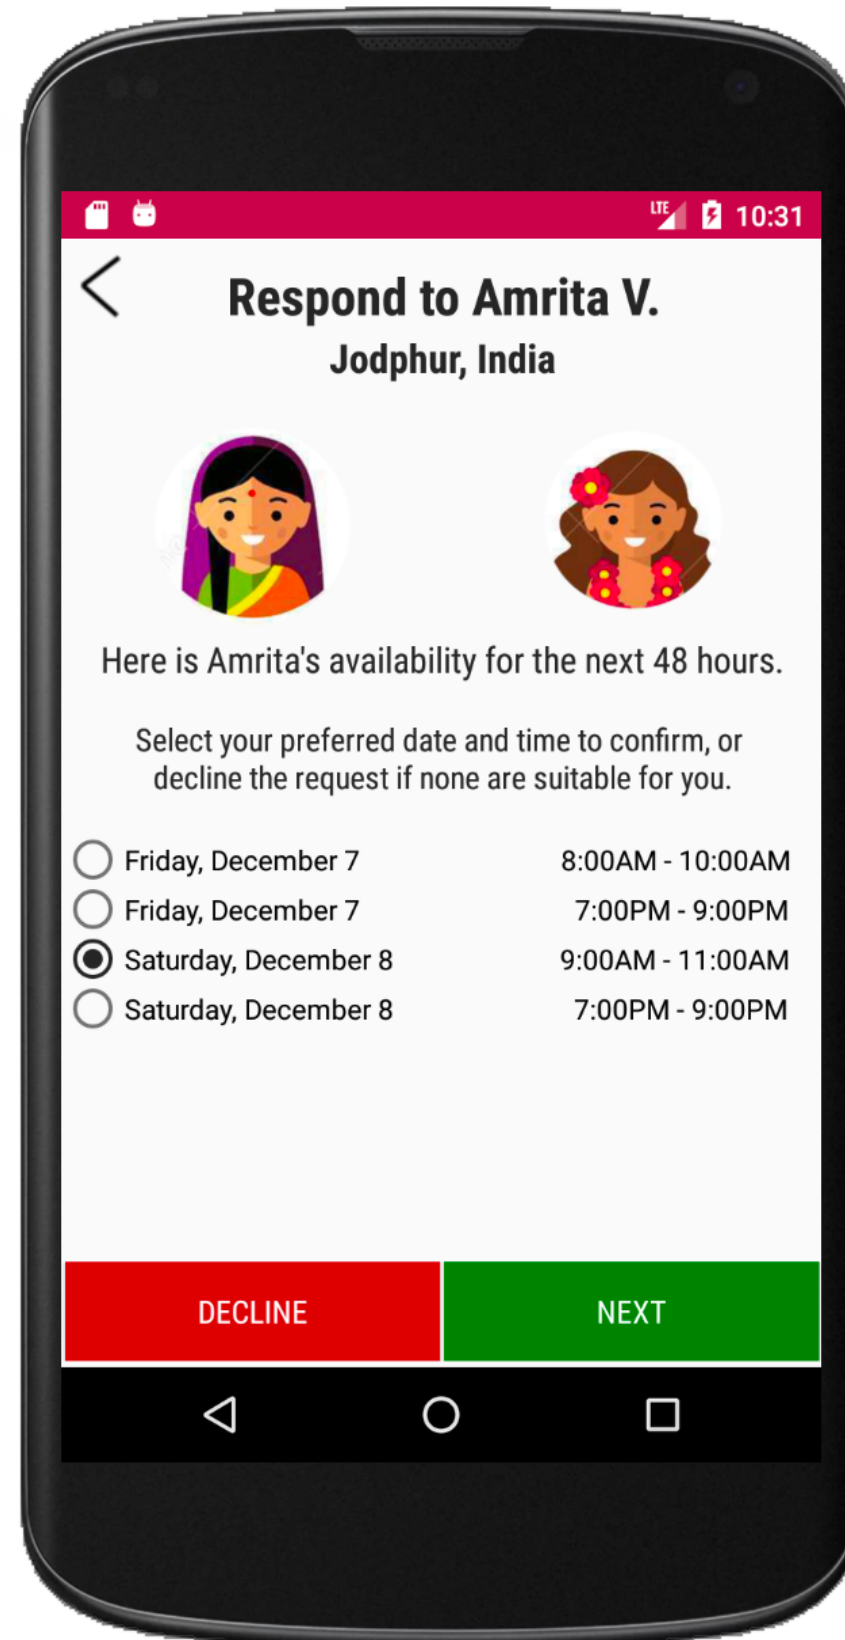 LTE 10:31
Respond to Amrita V.
Jodphur, India
Here is Amrita's availability for the next 48 hours.
Select your preferred date and time to confirm, or
decline the request if none are suitable for you.
Friday, December 7 8:00AM - 10:00AM
Friday, December 7 7:00PM - 9:00PM
Saturday, December 8 9:00AM - 11:00AM
Saturday, December 8 7:00PM - 9:00PM
DECLINE NEXT